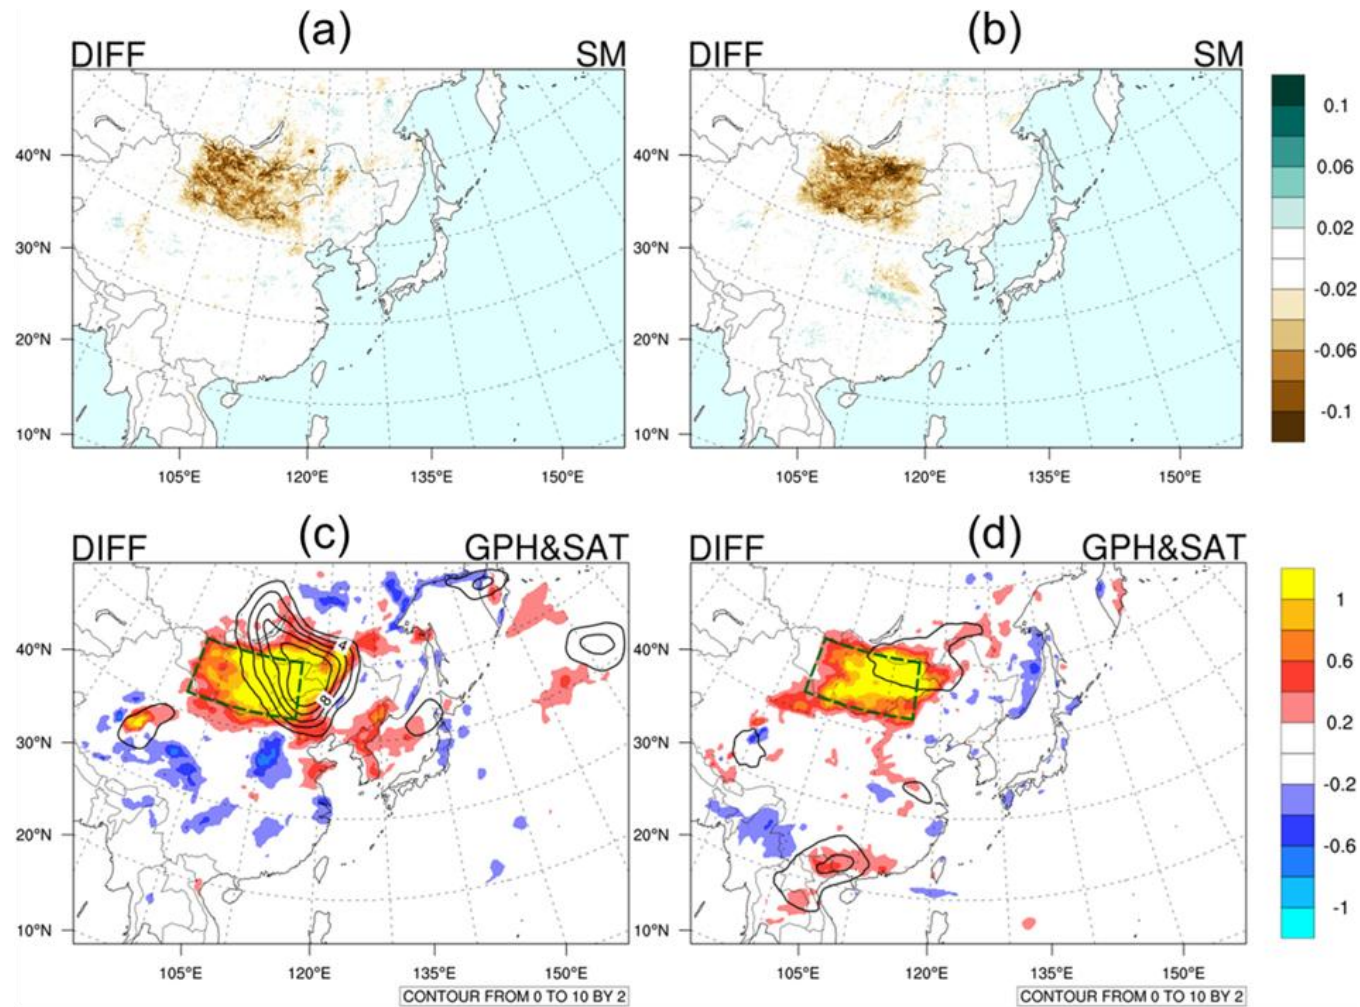 (a)
(b)
DIFF SM
DIFF SM
40°N
30°N
20°N
10°N
105°E 120°E 135°E 150°E
40°N
30°N
20°N
10°N
105°E 120°E 135°E 150°E
0.1
0.06
0.02
-0.02
-0.06
-0.1
(c)
(d)
DIFF GPH&SAT
DIFF GPH&SAT
4
8
40°N
30°N
20°N
10°N
105°E 120°E 135°E 150°E
CONTOUR FROM 0 TO 10 BY 2
40°N
30°N
20°N
10°N
105°E 120°E 135°E 150°E
CONTOUR FROM 0 TO 10 BY 2
1
0.6
0.2
-0.2
-0.6
-1